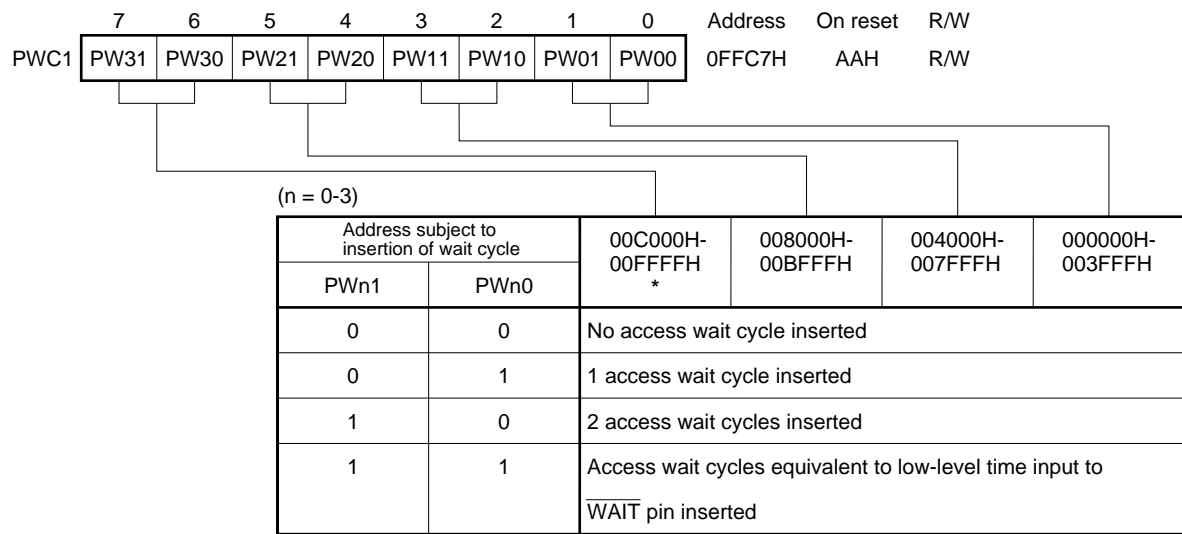 7 6 5 4 3 2 1 0 Address On reset R/W
PWC1 PW31 PW30 PW21 PW20 PW11 PW10 PW01 PW00 0FFC7H AAH R/W
(n = 0-3)
Address subject to
insertion of wait cycle
PWn1 PWn0
00C000H-
00FFFFH
*
008000H-
00BFFFH
004000H-
007FFFH
000000H-
003FFFH
0 0 No access wait cycle inserted
0 1 1 access wait cycle inserted
1 0 2 access wait cycles inserted
1 1 Access wait cycles equivalent to low-level time input to
WAIT pin inserted